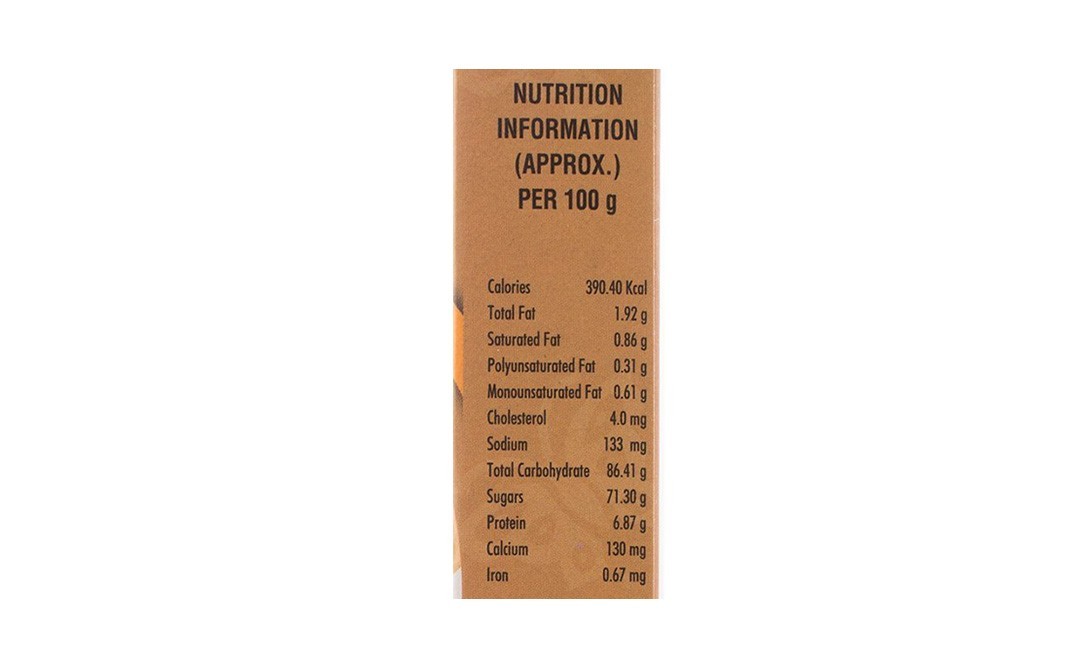 NUTRITION
INFORMATION
(APPROX.)
PER 100 g
Calories 390.40 Kcal
Total Fat 1.92 g
Saturated Fat 0.86 g
Polyunsaturated Fat 0.31 g
Monounsaturated Fat 0.61 g
Cholesterol 4.0 mg
Sodium 133 mg
Total Carbohydrate 86.41 g
Sugars 71.30 g
Protein 6.87 g
Calcium 130 mg
Iron 0.67 mg